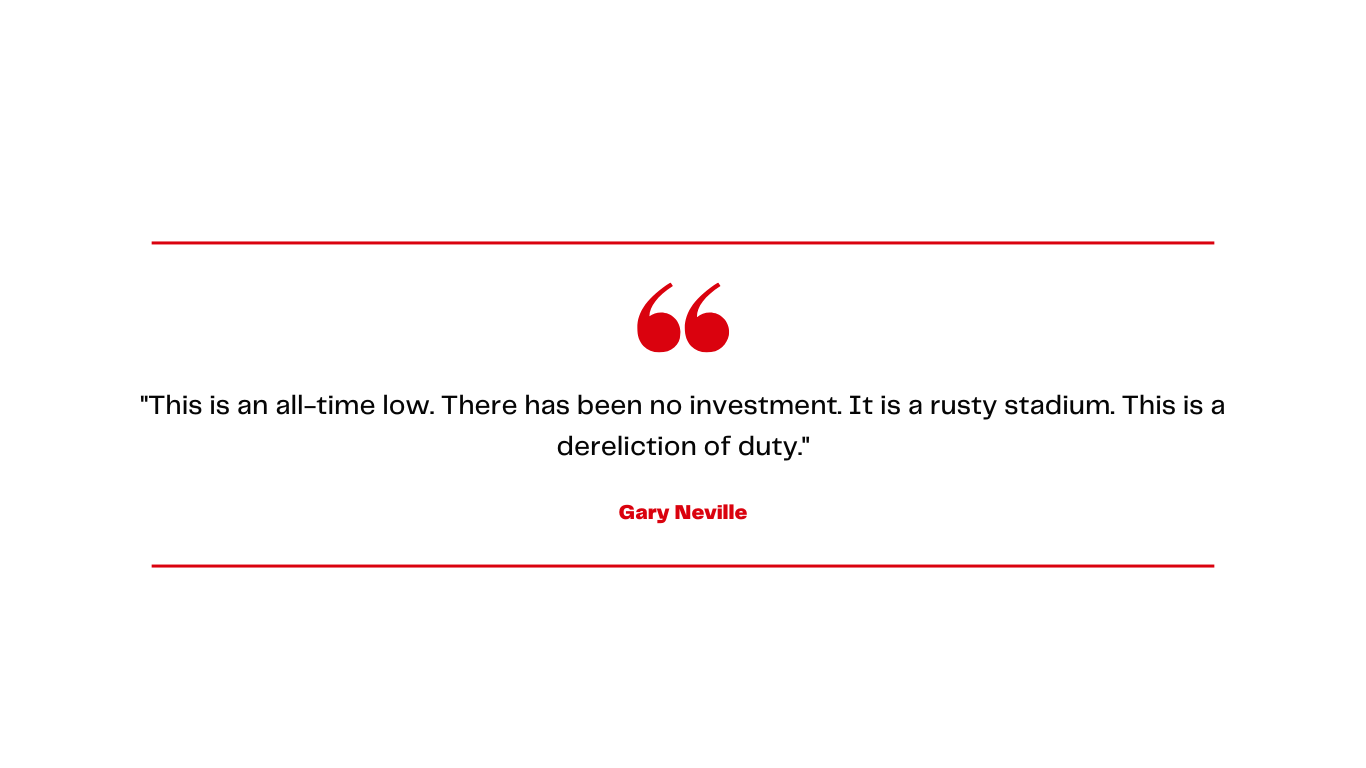 "This is an all-time low. There has been no investment. It is a rusty stadium. This is a
dereliction of duty."
Gary Neville